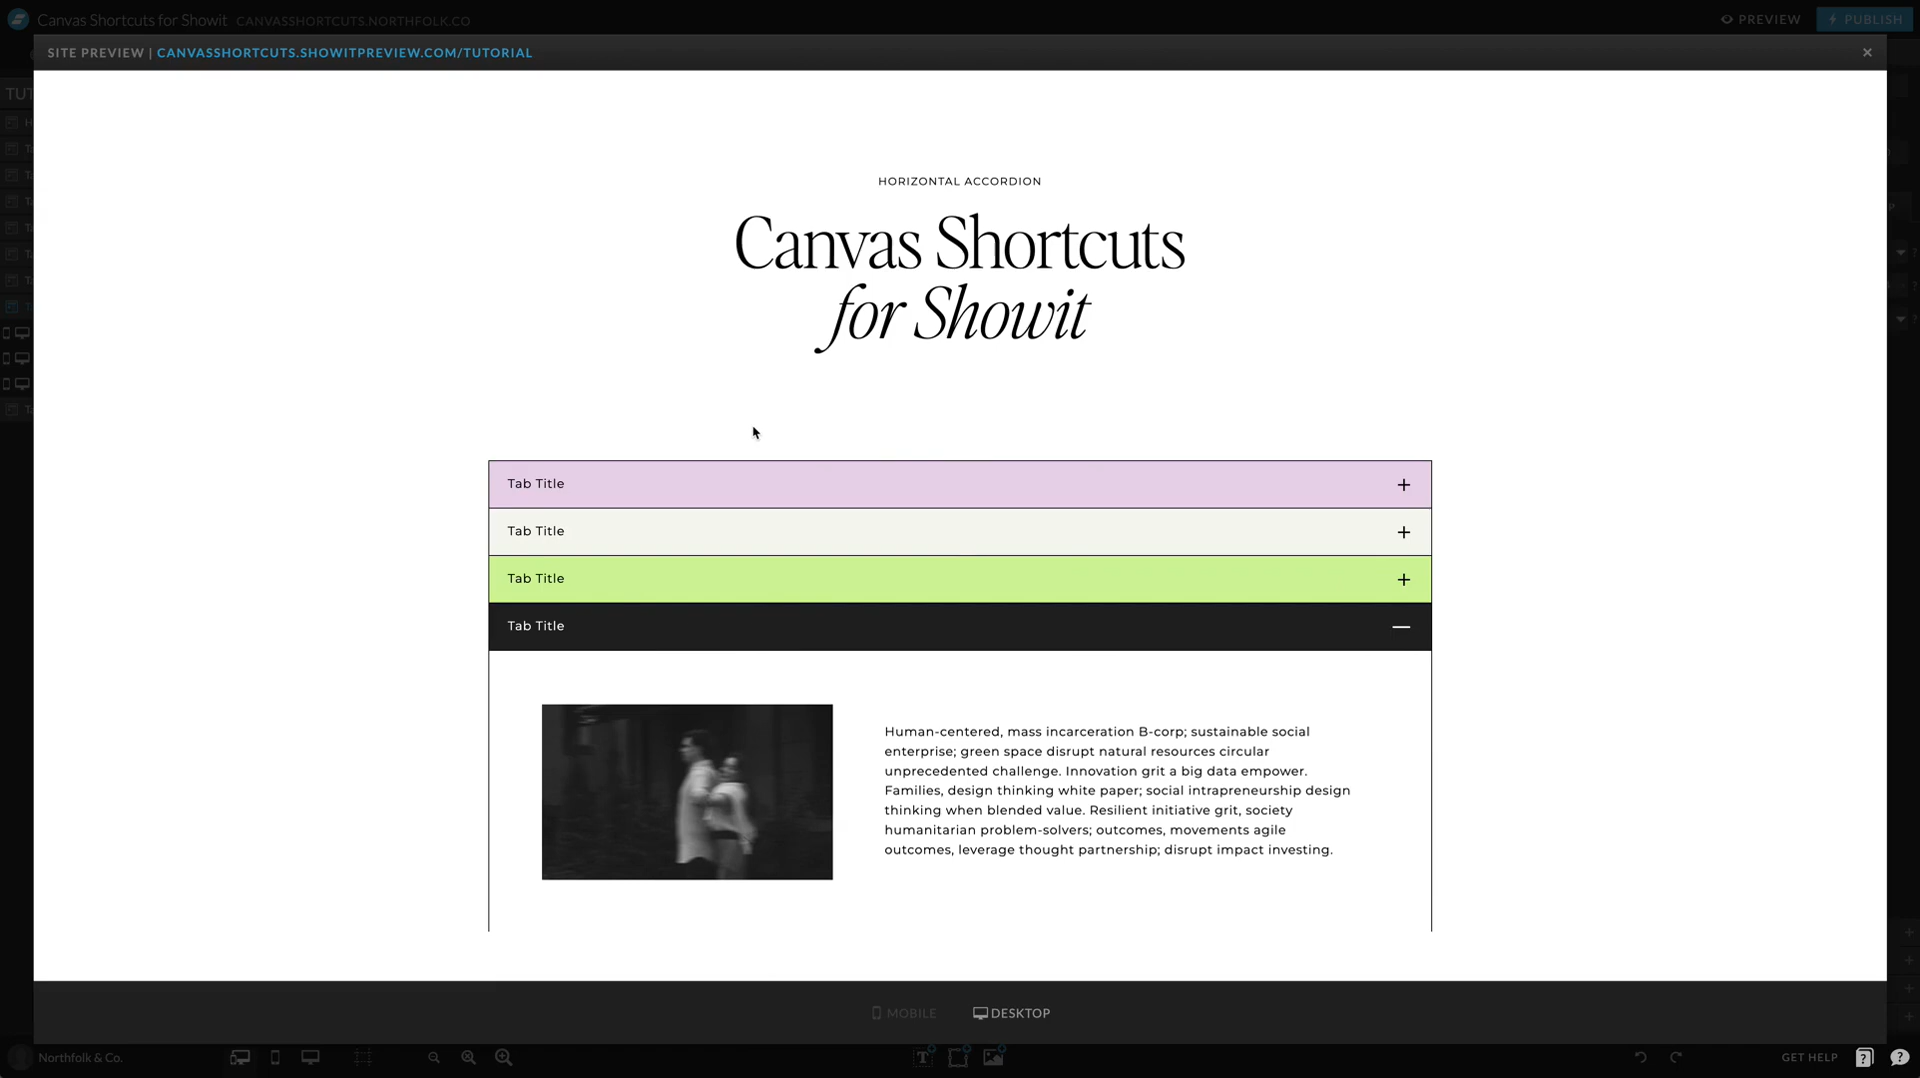 Canvas Shortcuts for Showit CANVASSHORTCUTS.NORTHFOLK.CO
PREVIEW
PUBLISH
SITE PREVIEW | CANVASSHORTCUTS.SHOWITPREVIEW.COM/TUTORIAL
TUT
HORIZONTAL ACCORDION
Canvas Shortcuts
for Showit
Tab Title
Tab Title
Tab Title
Tab Title
Human-centered, mass incarceration B-corp; sustainable social
enterprise; green space disrupt natural resources circular
unprecedented challenge. Innovation grit a big data empower.
Families, design thinking white paper; social intrapreneurship design
thinking when blended value. Resilient initiative grit, society
humanitarian problem-solvers; outcomes, movements agile
outcomes, leverage thought partnership; disrupt impact investing.
MOBILE
DESKTOP
Northfolk & Co.
GET HELP